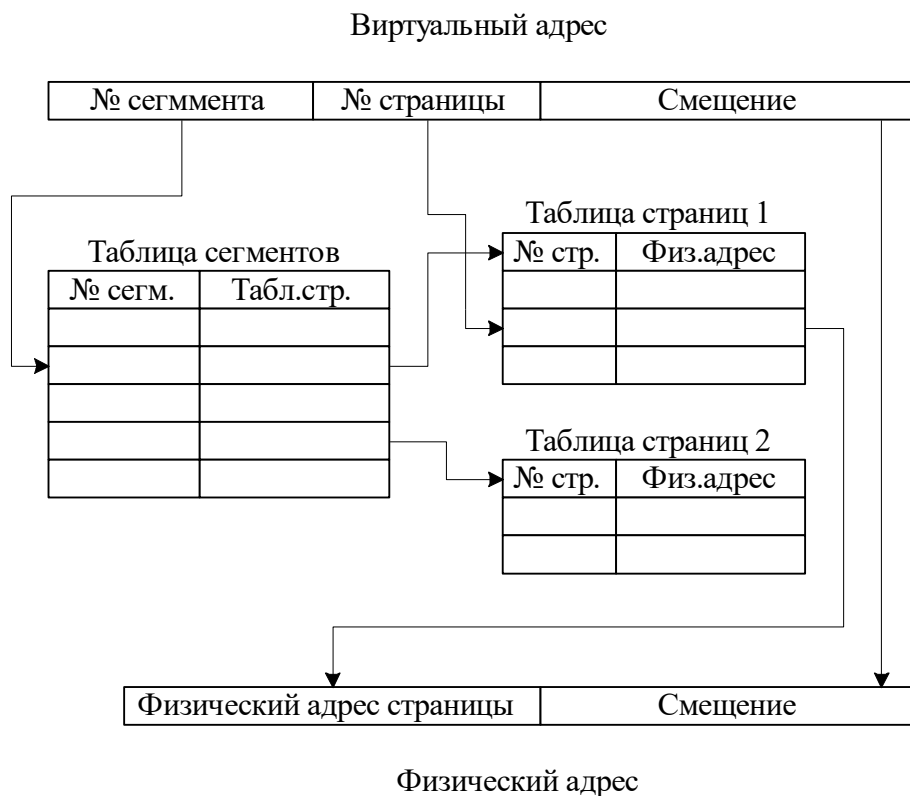 Виртуальный адрес
№ сегммента № страницы Смещение
Таблица страниц 1
№ стр. Физ.адрес
Таблица сегментов
№ сегм. Табл.стр.
Таблица страниц 2
№ стр. Физ.адрес
Физический адрес страницы Смещение
Физический адрес